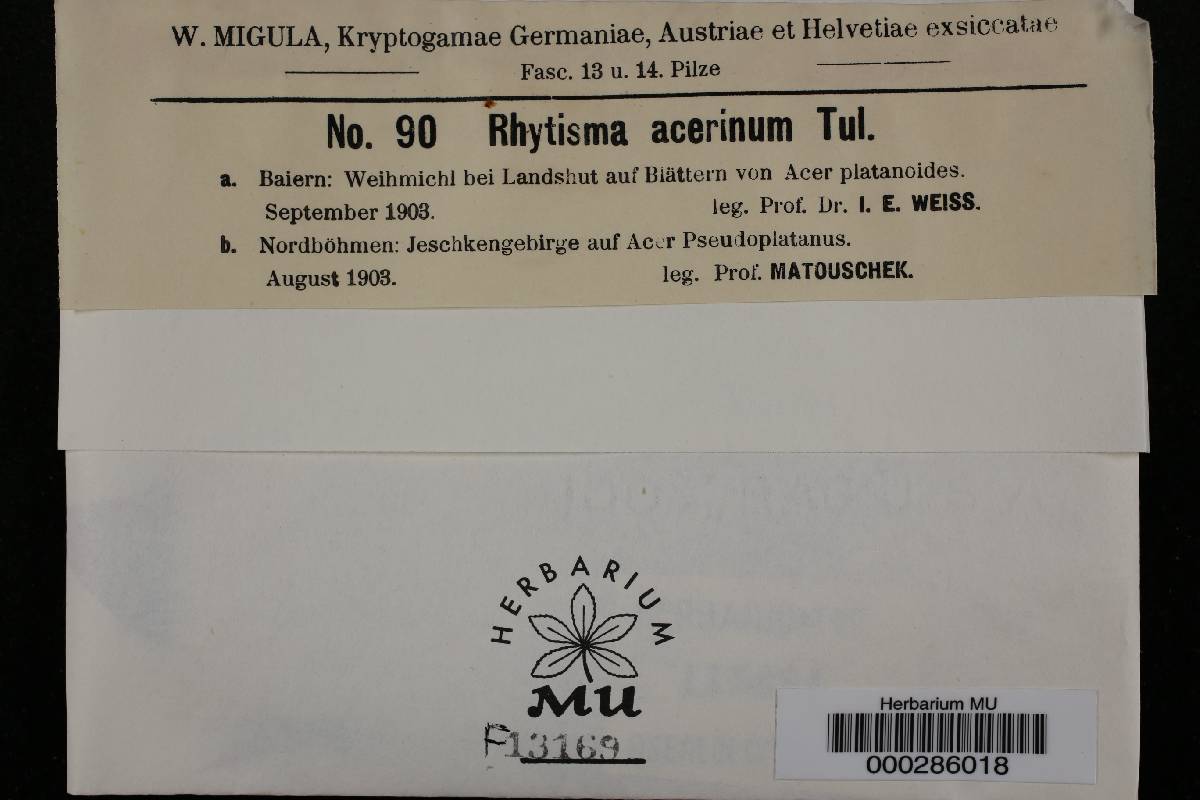 W. MIGULA, Kryptogamae Germaniae, Austriae et Helvetiae exsiccatae
Fasc. 13 u. 14. Pilze
No. 90 Rhytisma acerinum Tul.
a. Baiern: Weihmichl bei Landshut auf Blättern von Acer platanoides.
September 1903. leg. Prof. Dr. I. E. WEISS.
b. Nordböhmen: Jeschkengebirge auf Acer Pseudoplatanus.
August 1903. leg. Prof. MATOUSCHEK.
HERBARIUM
MU
F13169
Herbarium MU
000286018